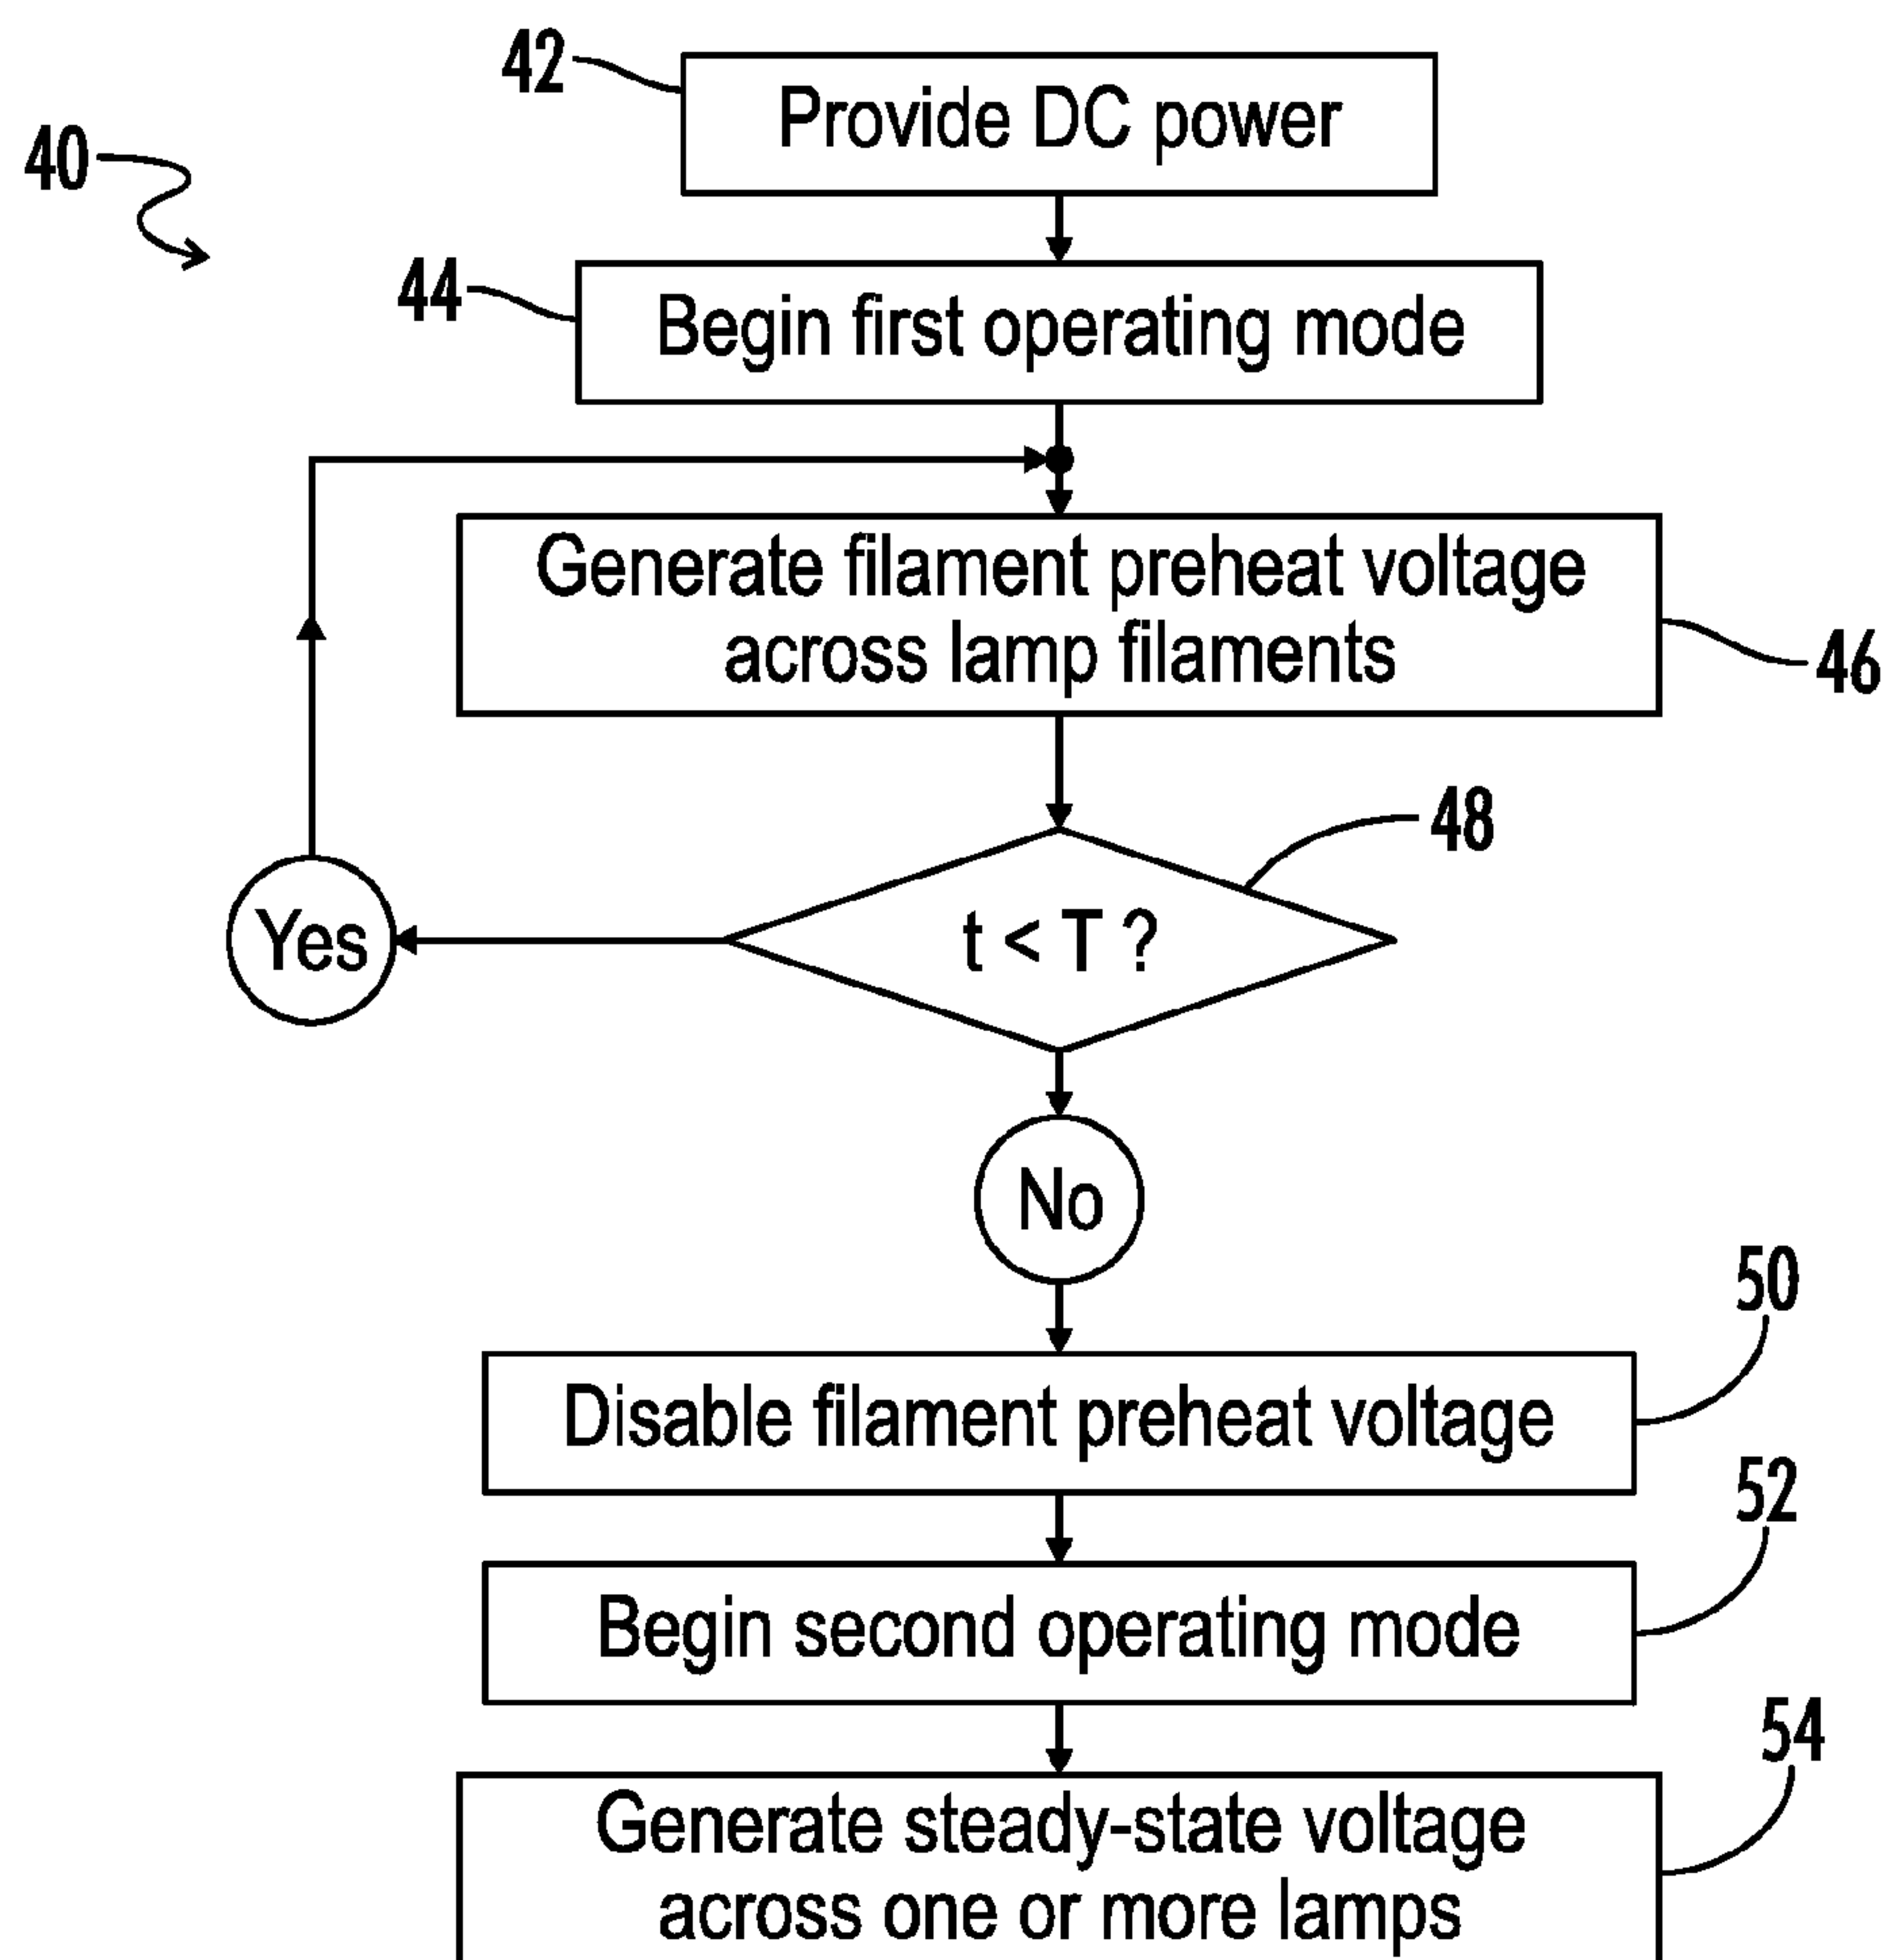 42
Provide DC power
40
44
Begin first operating mode
Generate filament preheat voltage
across lamp filaments
46
48
t < T ?
Yes
No
50
Disable filament preheat voltage
52
Begin second operating mode
54
Generate steady-state voltage
across one or more lamps